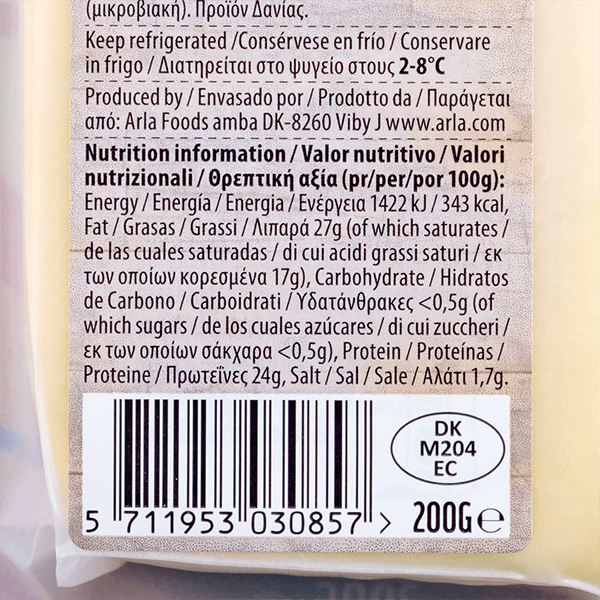 (μικροβιακή). Προϊόν Δανίας.
Keep refrigerated /Consérvese en frío / Conservare
in frigo / Διατηρείται στο ψυγείο στους 2-8°C
Produced by / Envasado por / Prodotto da / Παράγεται
από: Arla Foods amba DK-8260 Viby J www.arla.com
Nutrition information / Valor nutritivo / Valori
nutrizionali / Θρεπτική αξία (pr/per/por 100g):
Energy / Energía / Energia / Ενέργεια 1422 kJ / 343 kcal,
Fat / Grasas / Grassi / Λιπαρά 27g (of which saturates /
de las cuales saturadas / di cui acidi grassi saturi / εκ
των οποίων κορεσμένα 17g), Carbohydrate / Hidratos
de Carbono / Carboidrati / Υδατάνθρακες <0,5g (of
which sugars / de los cuales azúcares / di cui zuccheri /
εκ των οποίων σάκχαρα <0,5g), Protein / Proteínas /
Proteine / Πρωτεΐνες 24g, Salt / Sal / Sale / Αλάτι 1,7g.
DK
M204
EC
5 711953 030857 >
200G℮